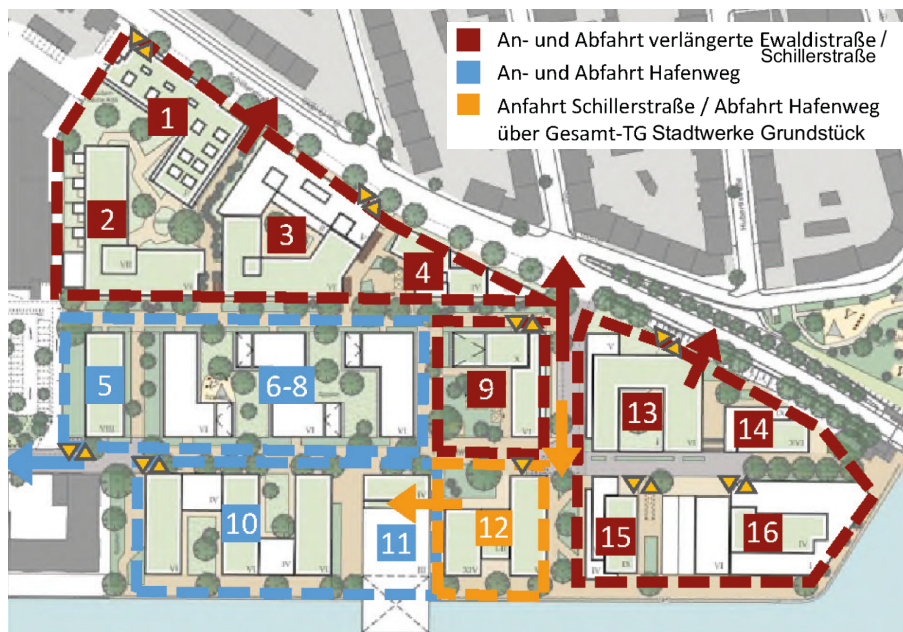 An- und Abfahrt verlängerte Ewaldistraße /
Schillerstraße
An- und Abfahrt Hafenweg
Anfahrt Schillerstraße / Abfahrt Hafenweg
über Gesamt-TG Stadtwerke Grundstück
1
2
3
4
5
6-8
9
10
11
12
13
14
15
16